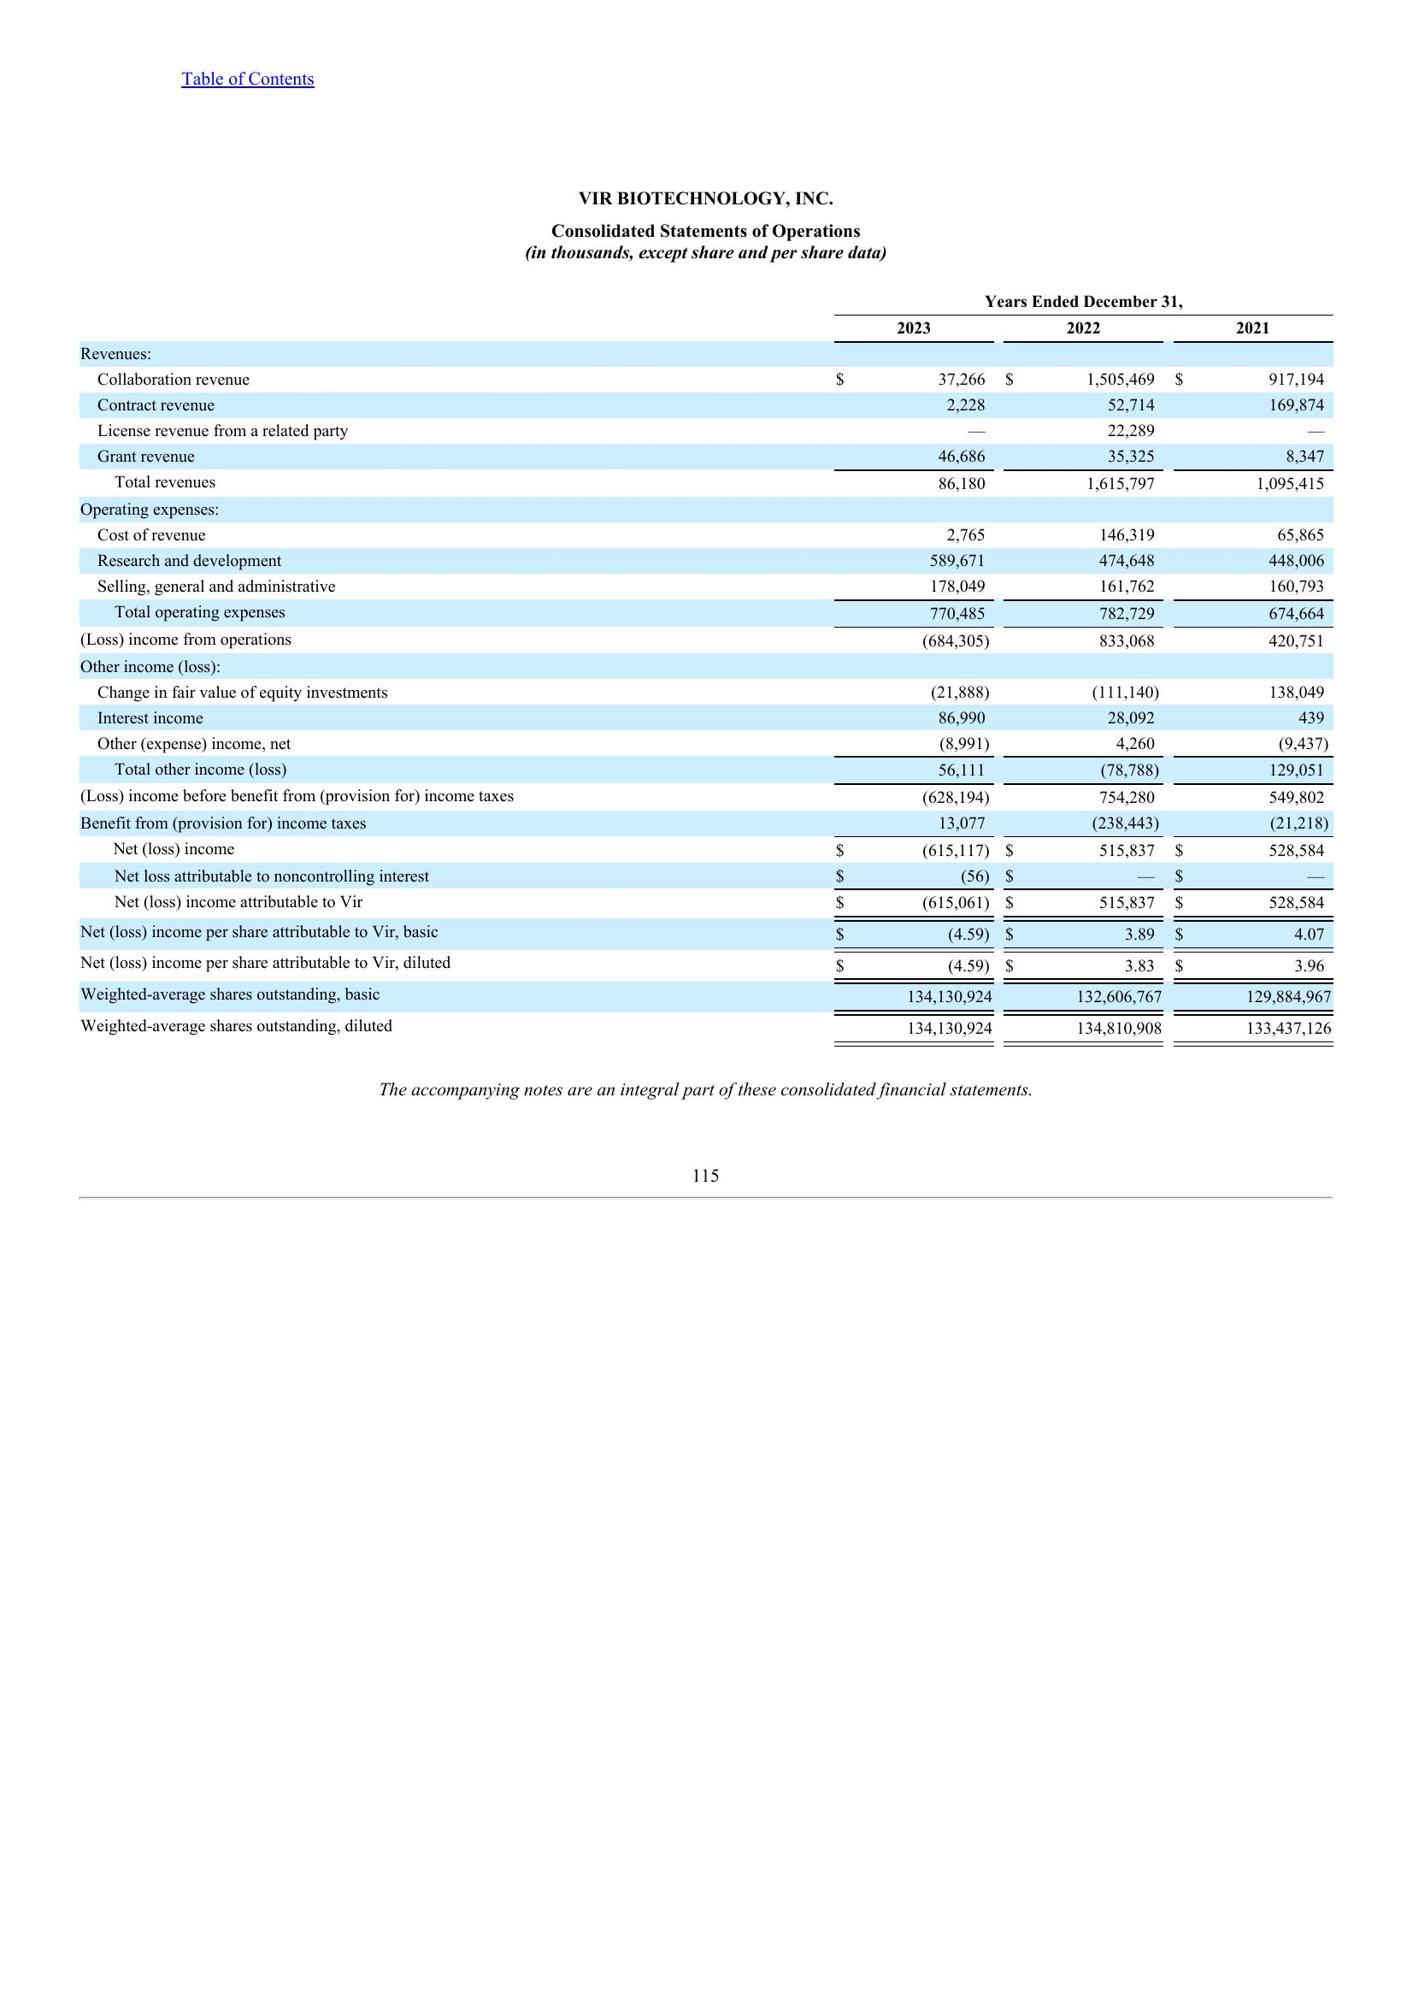 Table of Contents
VIR BIOTECHNOLOGY, INC.
Consolidated Statements of Operations
(in thousands, except share and per share data)
Years Ended December 31,
2023 2022 2021
Revenues:
Collaboration revenue $ 37,266 $ 1,505,469 $ 917,194
Contract revenue 2,228 52,714 169,874
License revenue from a related party — 22,289 —
Grant revenue 46,686 35,325 8,347
Total revenues 86,180 1,615,797 1,095,415
Operating expenses:
Cost of revenue 2,765 146,319 65,865
Research and development 589,671 474,648 448,006
Selling, general and administrative 178,049 161,762 160,793
Total operating expenses 770,485 782,729 674,664
(Loss) income from operations (684,305) 833,068 420,751
Other income (loss):
Change in fair value of equity investments (21,888) (111,140) 138,049
Interest income 86,990 28,092 439
Other (expense) income, net (8,991) 4,260 (9,437)
Total other income (loss) 56,111 (78,788) 129,051
(Loss) income before benefit from (provision for) income taxes (628,194) 754,280 549,802
Benefit from (provision for) income taxes 13,077 (238,443) (21,218)
Net (loss) income $ (615,117) $ 515,837 $ 528,584
Net loss attributable to noncontrolling interest $ (56) $ — $ —
Net (loss) income attributable to Vir $ (615,061) $ 515,837 $ 528,584
Net (loss) income per share attributable to Vir, basic $ (4.59) $ 3.89 $ 4.07
Net (loss) income per share attributable to Vir, diluted $ (4.59) $ 3.83 $ 3.96
Weighted-average shares outstanding, basic 134,130,924 132,606,767 129,884,967
Weighted-average shares outstanding, diluted 134,130,924 134,810,908 133,437,126
The accompanying notes are an integral part of these consolidated financial statements.
115